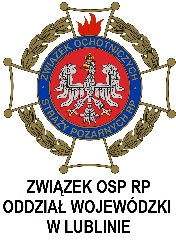 ZWIĄZEK OCHOTNICZYCH
STRAŻY POŻARNYCH RP
ZWIĄZEK OSP RP
ODDZIAŁ WOJEWÓDZKI
W LUBLINIE